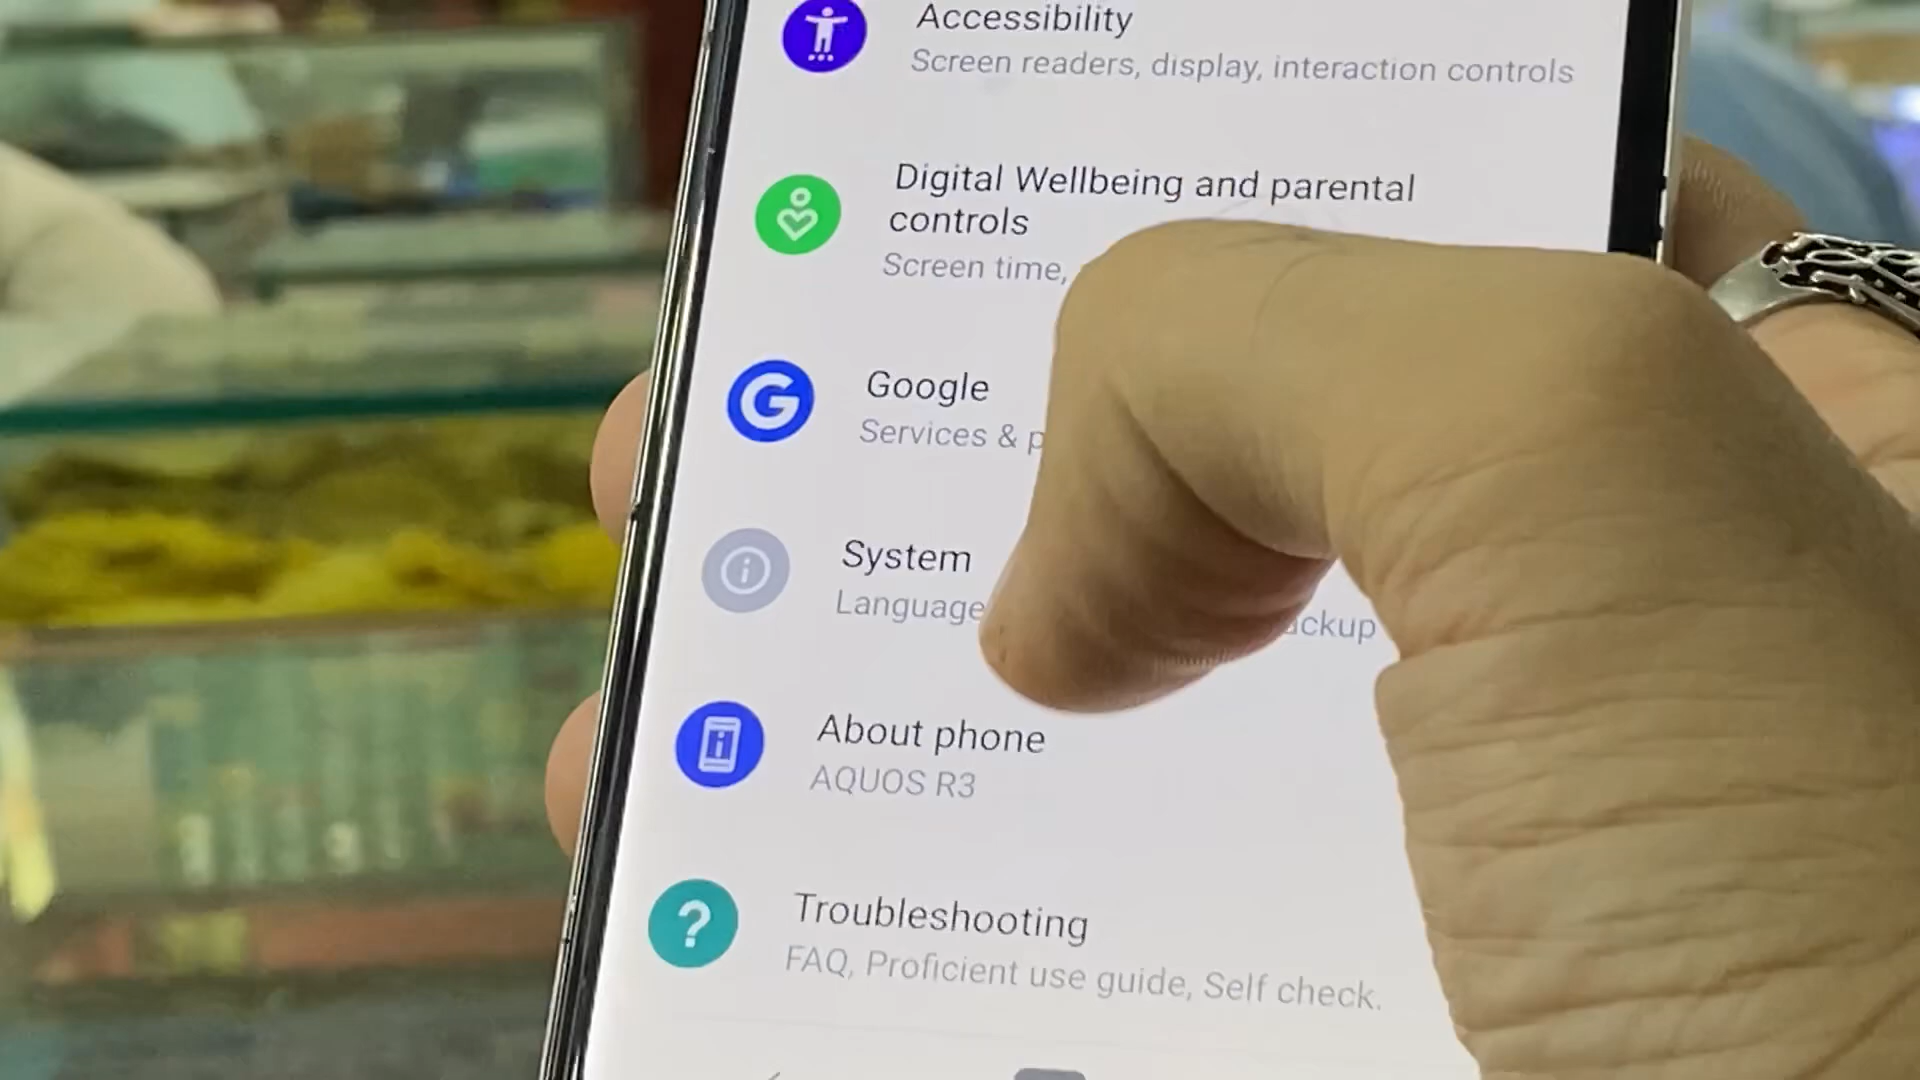 Accessibility
Screen readers, display, interaction controls
Digital Wellbeing and parental
controls
Screen time,
Google
Services &
System
Language
About phone
AQUOS R3
Troubleshooting
FAQ, Proficient use guide, Self check.